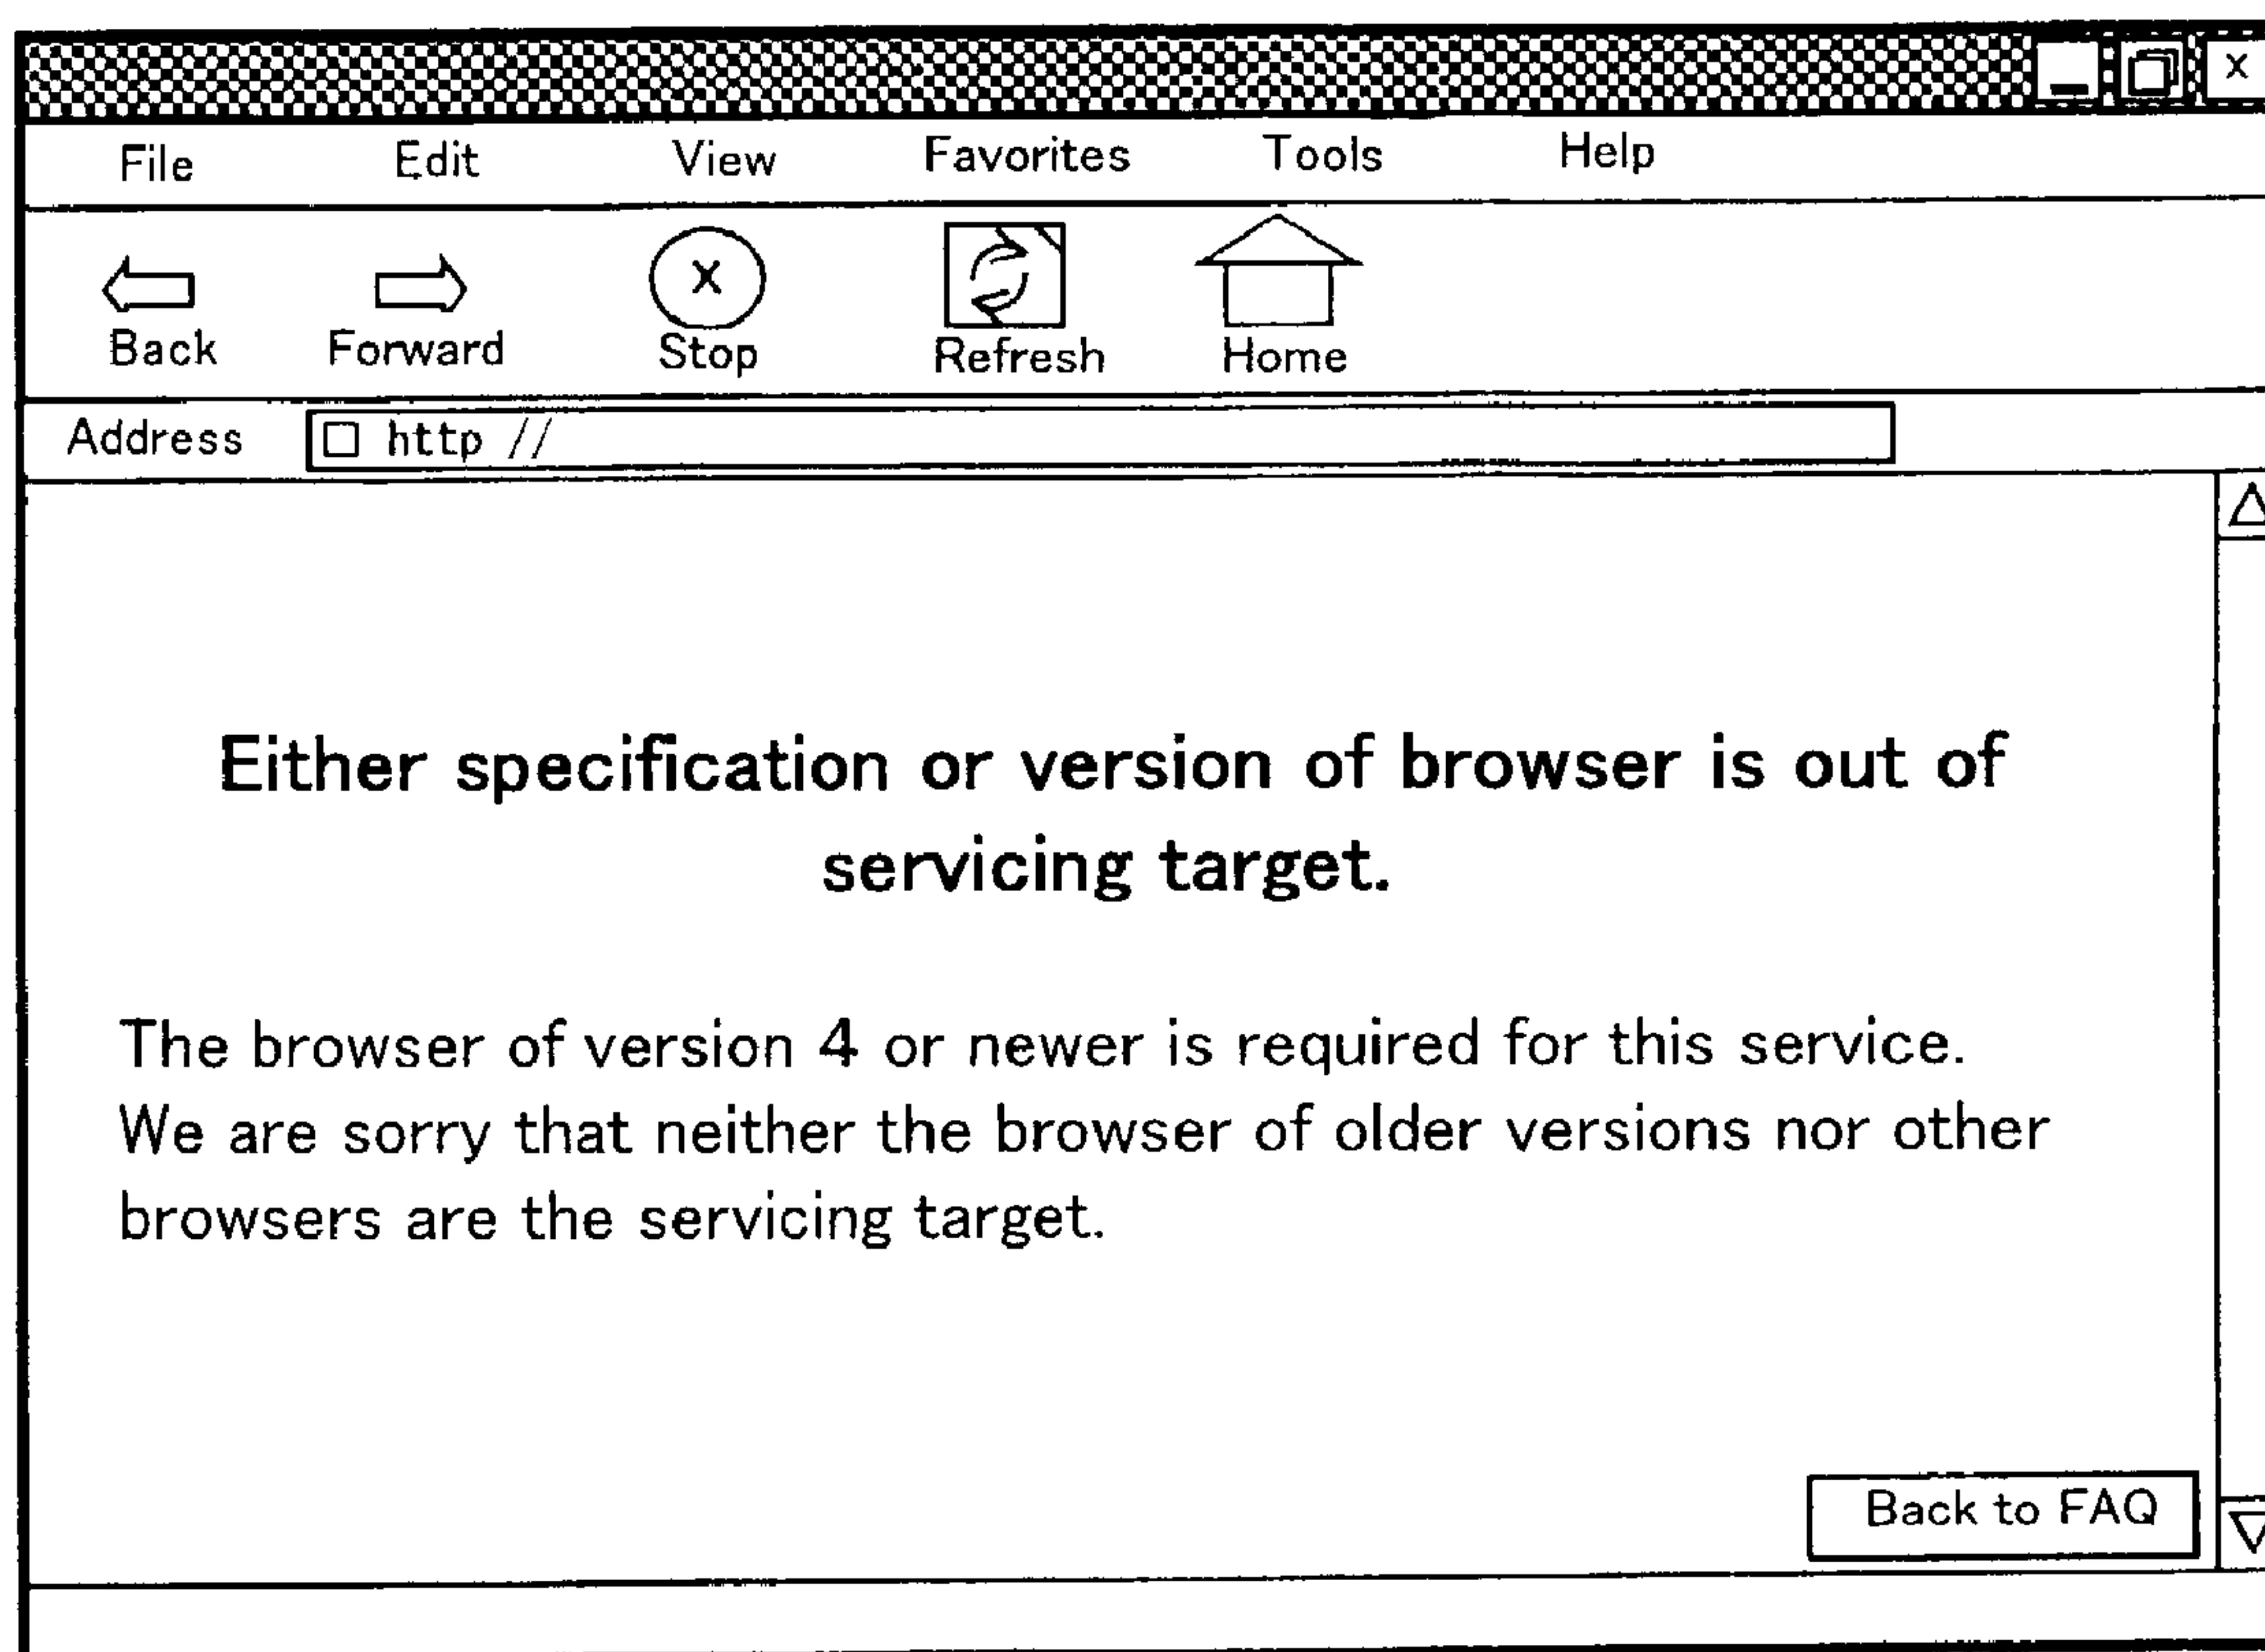 X
File Edit View Favorites Tools Help
X
Back Forward Stop Refresh Home
Address http //
Either specification or version of browser is out of
servicing target.
The browser of version 4 or newer is required for this service.
We are sorry that neither the browser of older versions nor other
browsers are the servicing target.
Back to FAQ